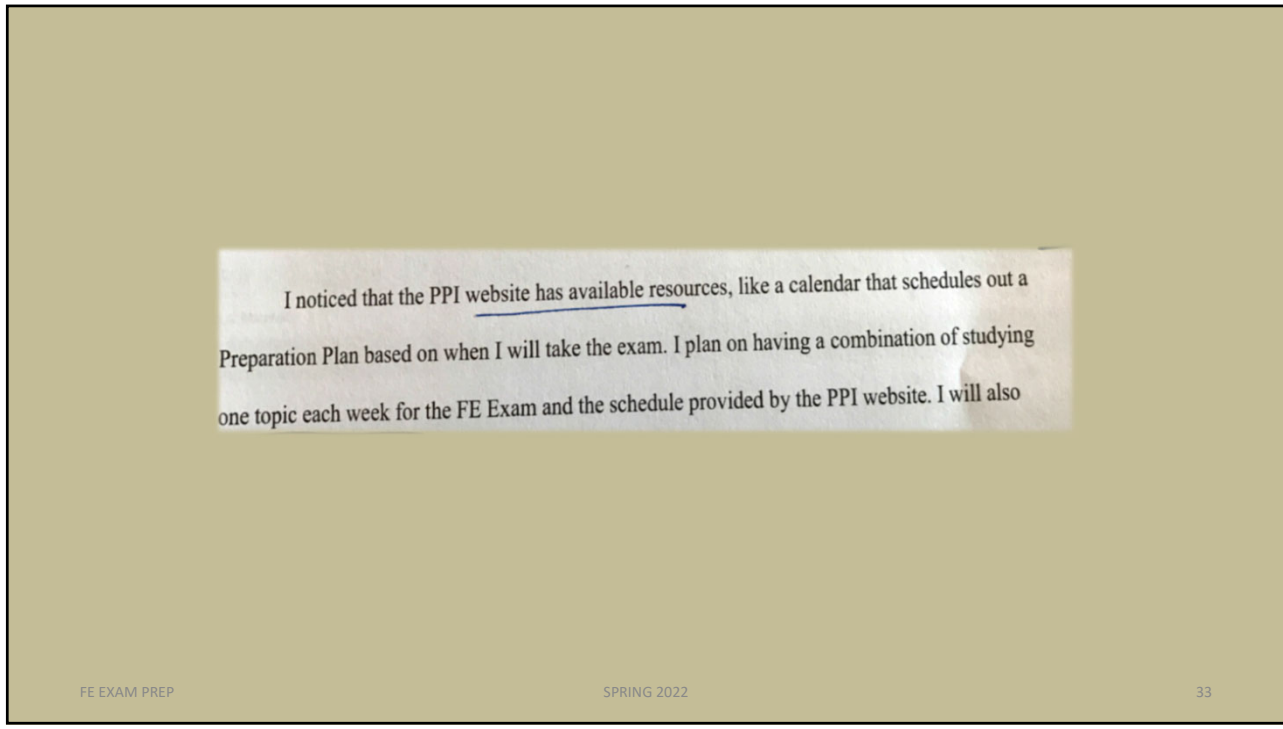 I noticed that the PPI website has available resources, like a calendar that schedules out a
Preparation Plan based on when I will take the exam. I plan on having a combination of studying
one topic each week for the FE Exam and the schedule provided by the PPI website. I will also
FE EXAM PREP
SPRING 2022
33